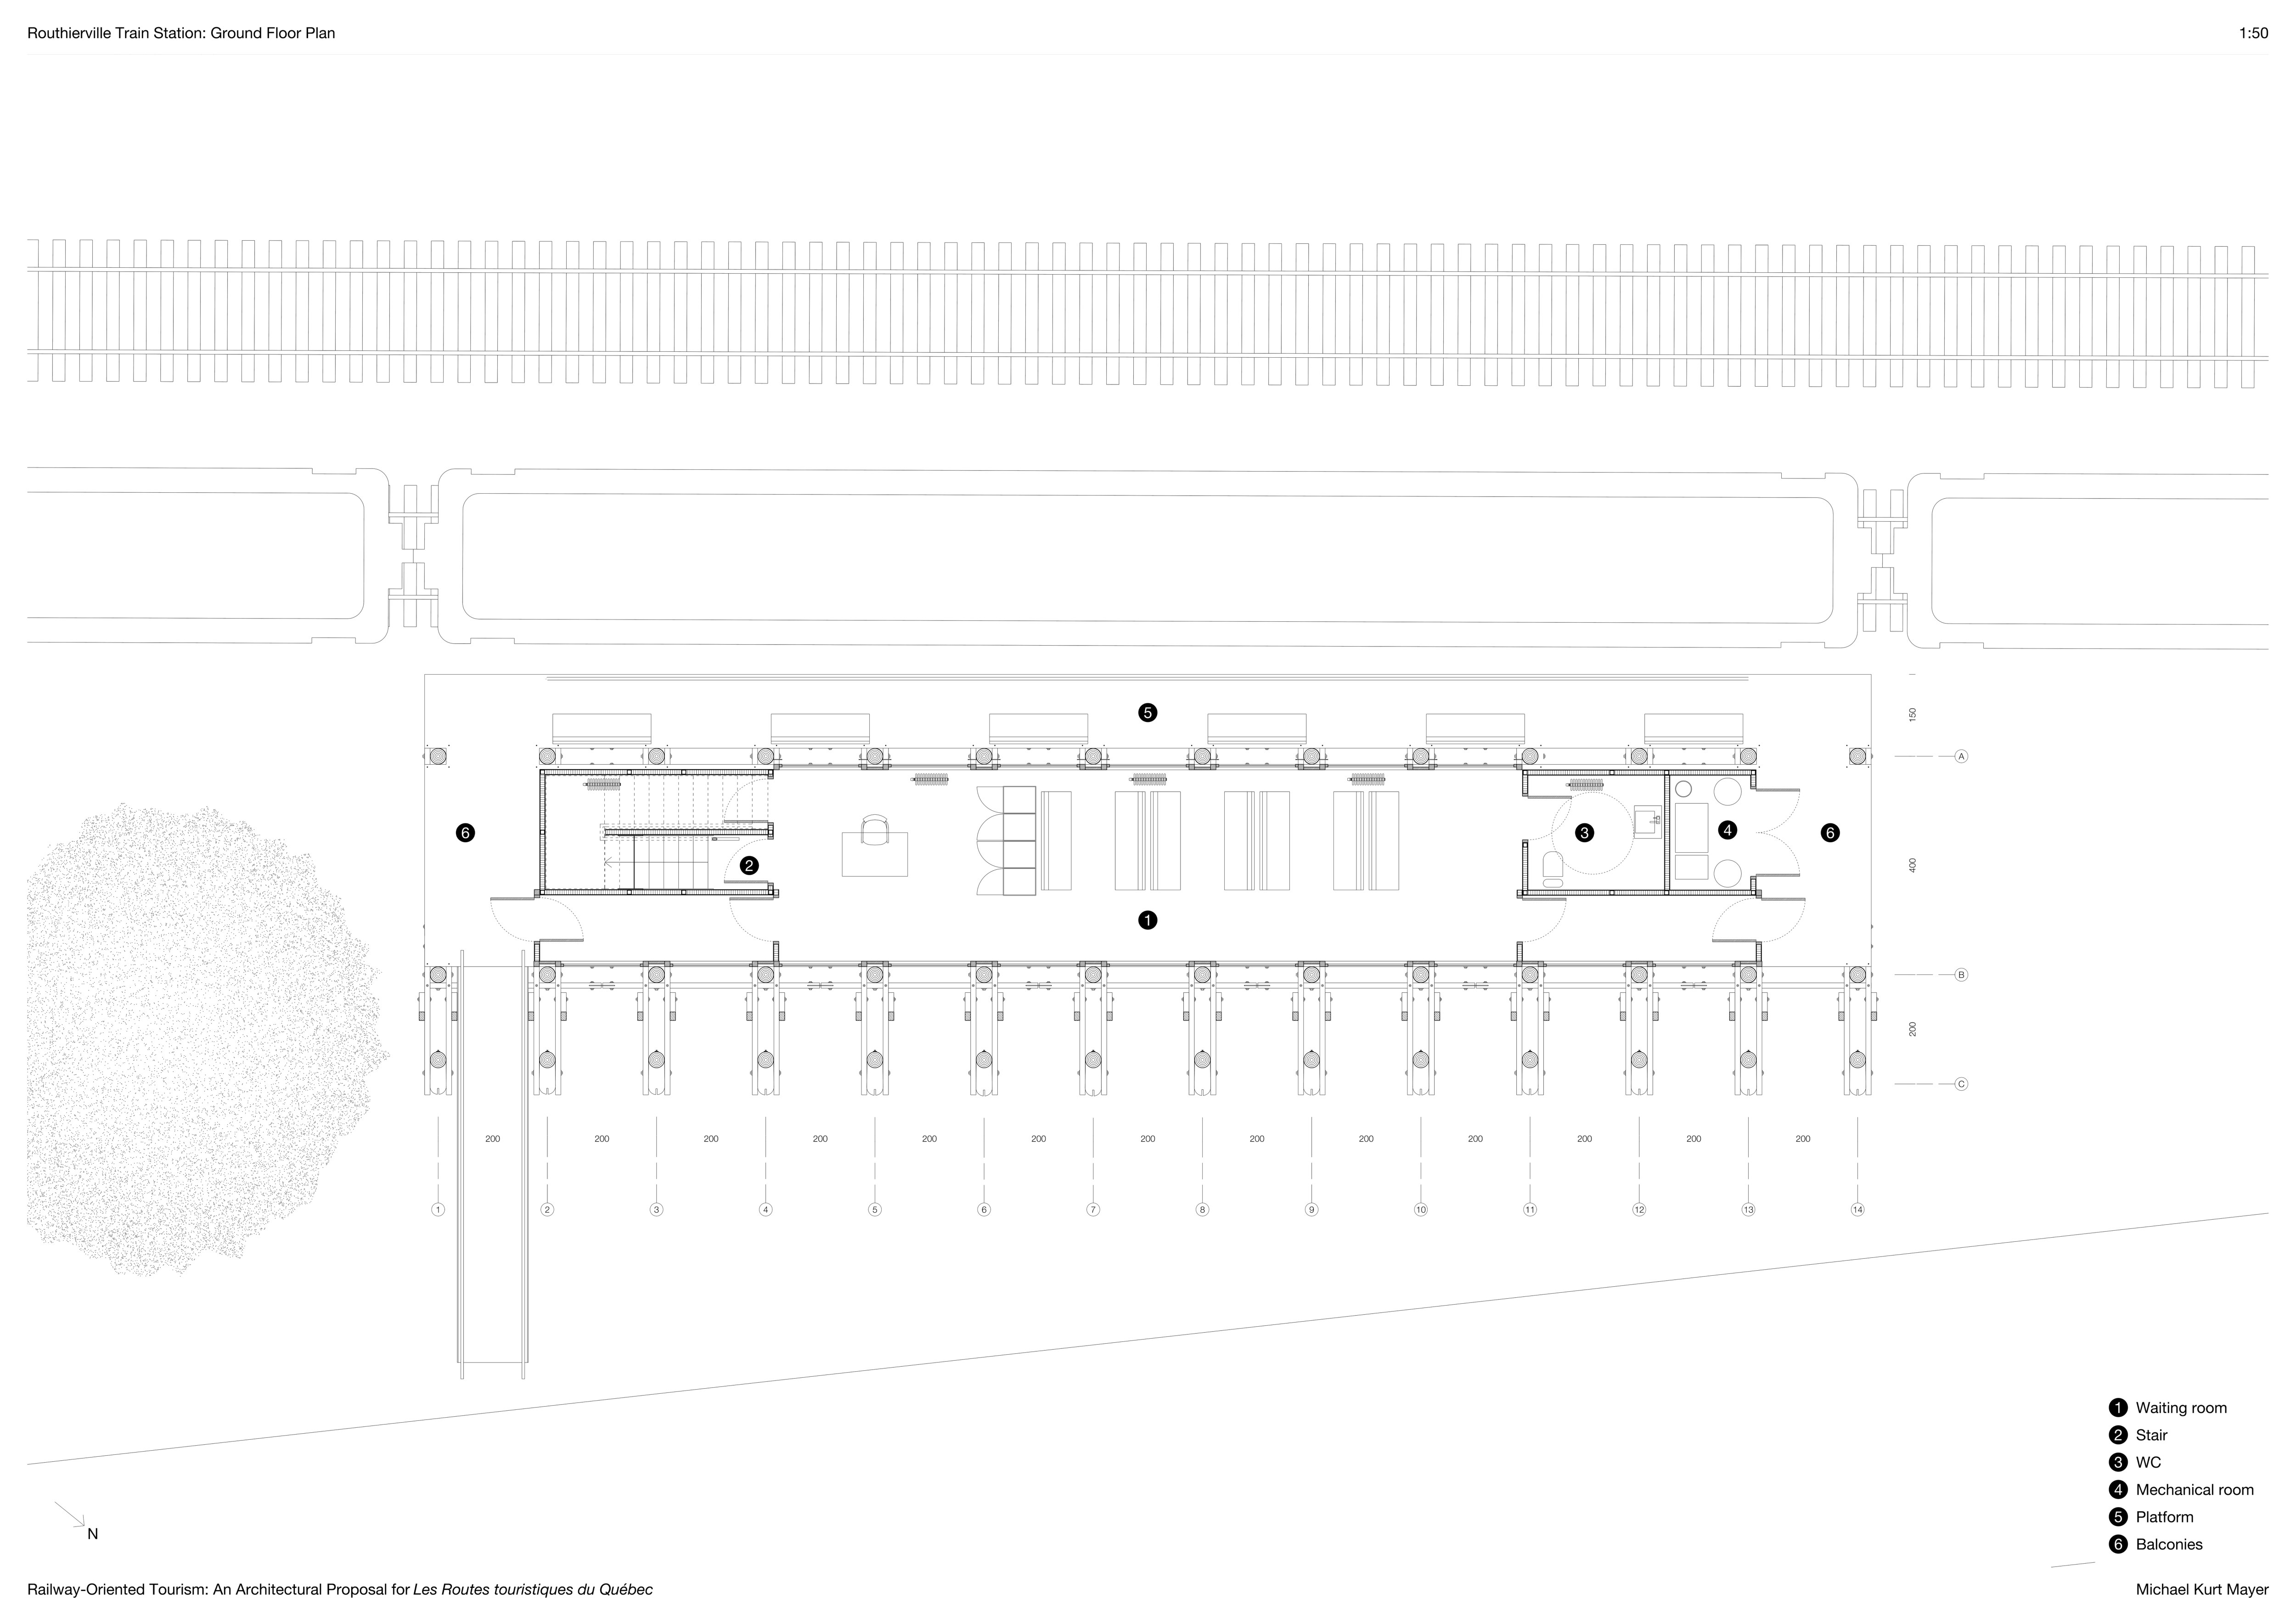 Routhierville Train Station: Ground Floor Plan
1:50
5
150
A
6
2
3
4
6
400
1
B
200
C
200 200 200 200 200 200 200 200 200 200 200 200 200
1 2 3 4 5 6 7 8 9 10 11 12 13 14
1 Waiting room
2 Stair
3 WC
4 Mechanical room
5 Platform
6 Balconies
N
Railway-Oriented Tourism: An Architectural Proposal for Les Routes touristiques du Québec
Michael Kurt Mayer